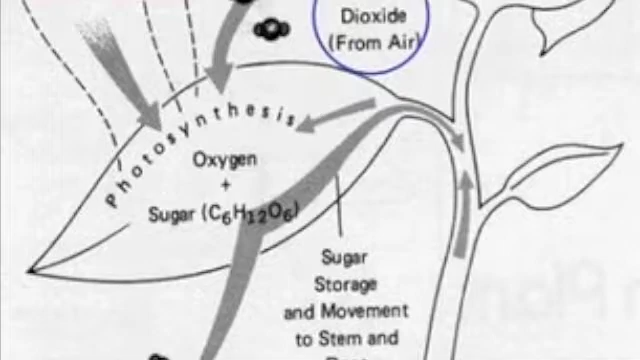 Dioxide
(From Air)
Photosynthesis
Oxygen
+
Sugar (C6H12O6)
Sugar
Storage
and Movement
to Stem and